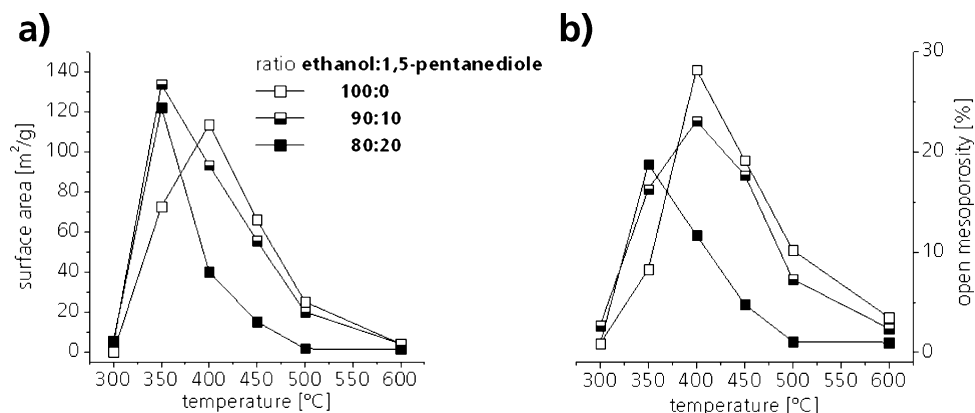 a)
b)
ratio ethanol:1,5-pentanediole
100:0
90:10
80:20
surface area [m²/g]
140
120
100
80
60
40
20
0
300 350 400 450 500 550 600
temperature [°C]
30
20
10
0
open mesoporosity [%]
300 350 400 450 500 550 600
temperature [°C]